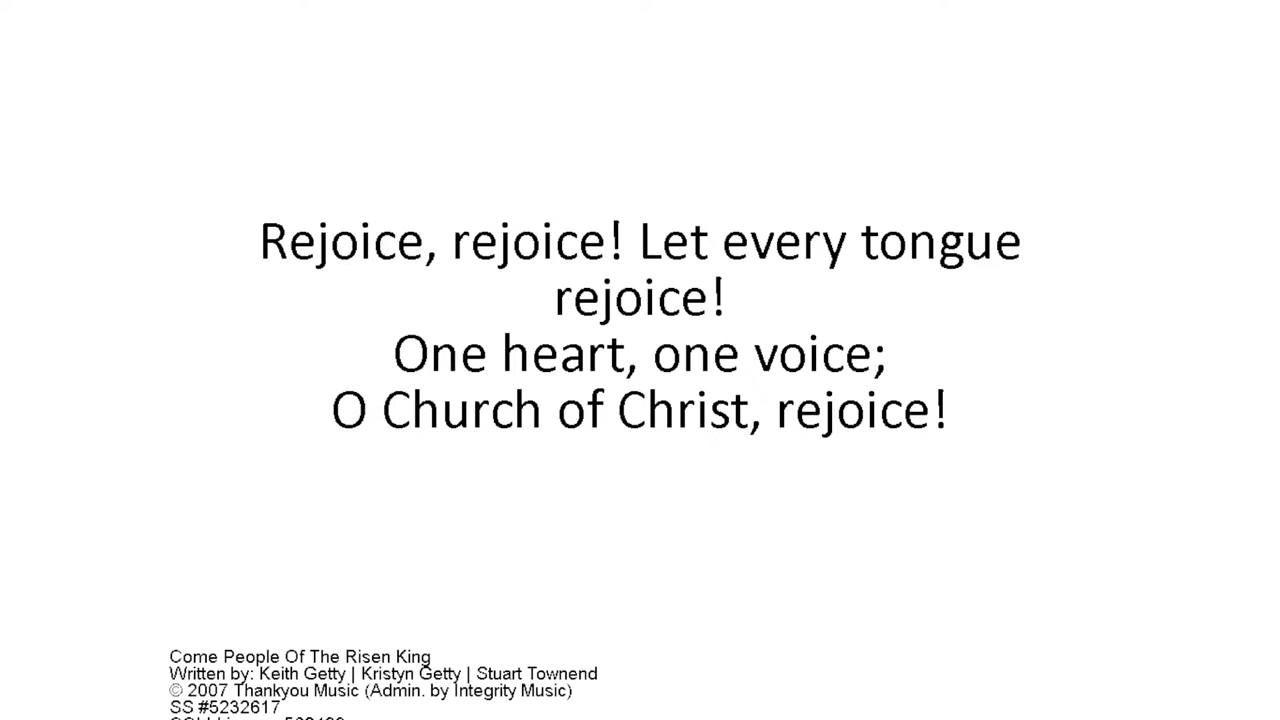 Rejoice, rejoice! Let every tongue
rejoice!
One heart, one voice;
O Church of Christ, rejoice!
Come People Of The Risen King
Written by: Keith Getty | Kristyn Getty | Stuart Townend
© 2007 Thankyou Music (Admin. by Integrity Music)
SS #5232617